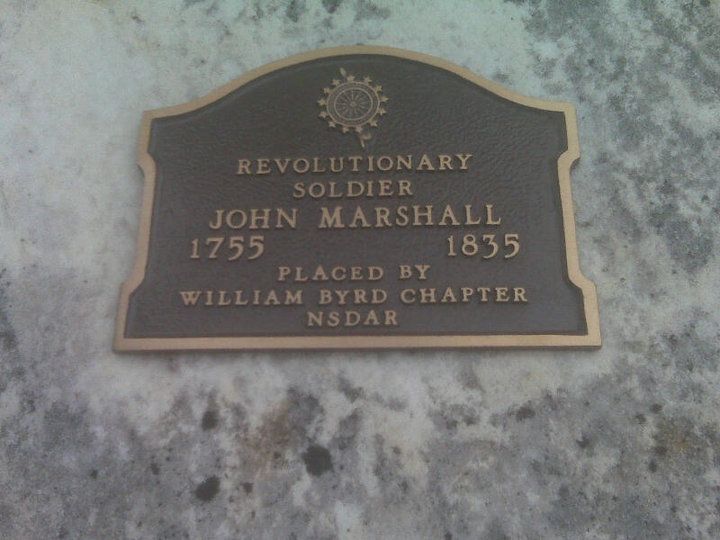 REVOLUTIONARY
SOLDIER
JOHN MARSHALL
1755 1835
PLACED BY
WILLIAM BYRD CHAPTER
NSDAR